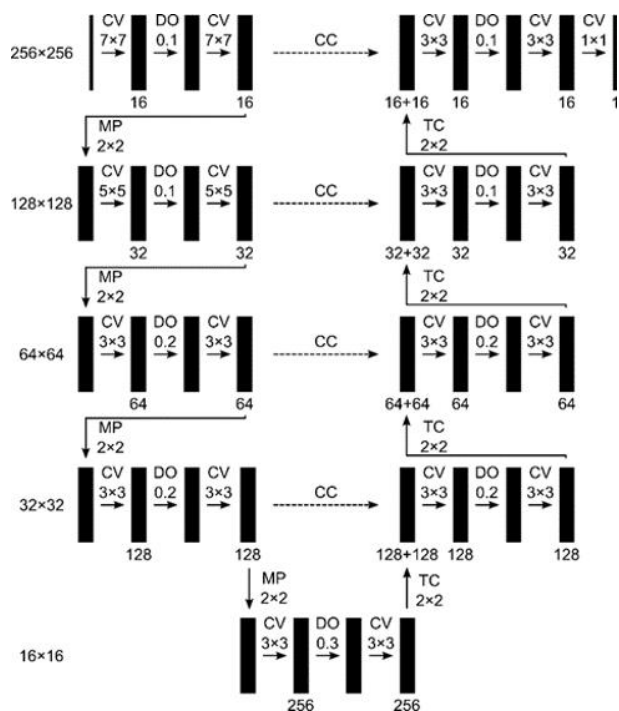 CV DO CV CV DO CV CV
7×7 0.1 7×7 CC 3×3 0.1 3×3 1×1
256×256
16 16 16+16 16 16 1
MP TC
2×2 2×2
CV DO CV CV DO CV
5×5 0.1 5×5 CC 3×3 0.1 3×3
128×128
32 32 32+32 32 32
MP TC
2×2 2×2
CV DO CV CV DO CV
3×3 0.2 3×3 CC 3×3 0.2 3×3
64×64
64 64 64+64 64 64
MP TC
2×2 2×2
CV DO CV CV DO CV
3×3 0.2 3×3 CC 3×3 0.2 3×3
32×32
128 128 128+128 128 128
MP TC
2×2 2×2
CV DO CV
3×3 0.3 3×3
16×16
256 256